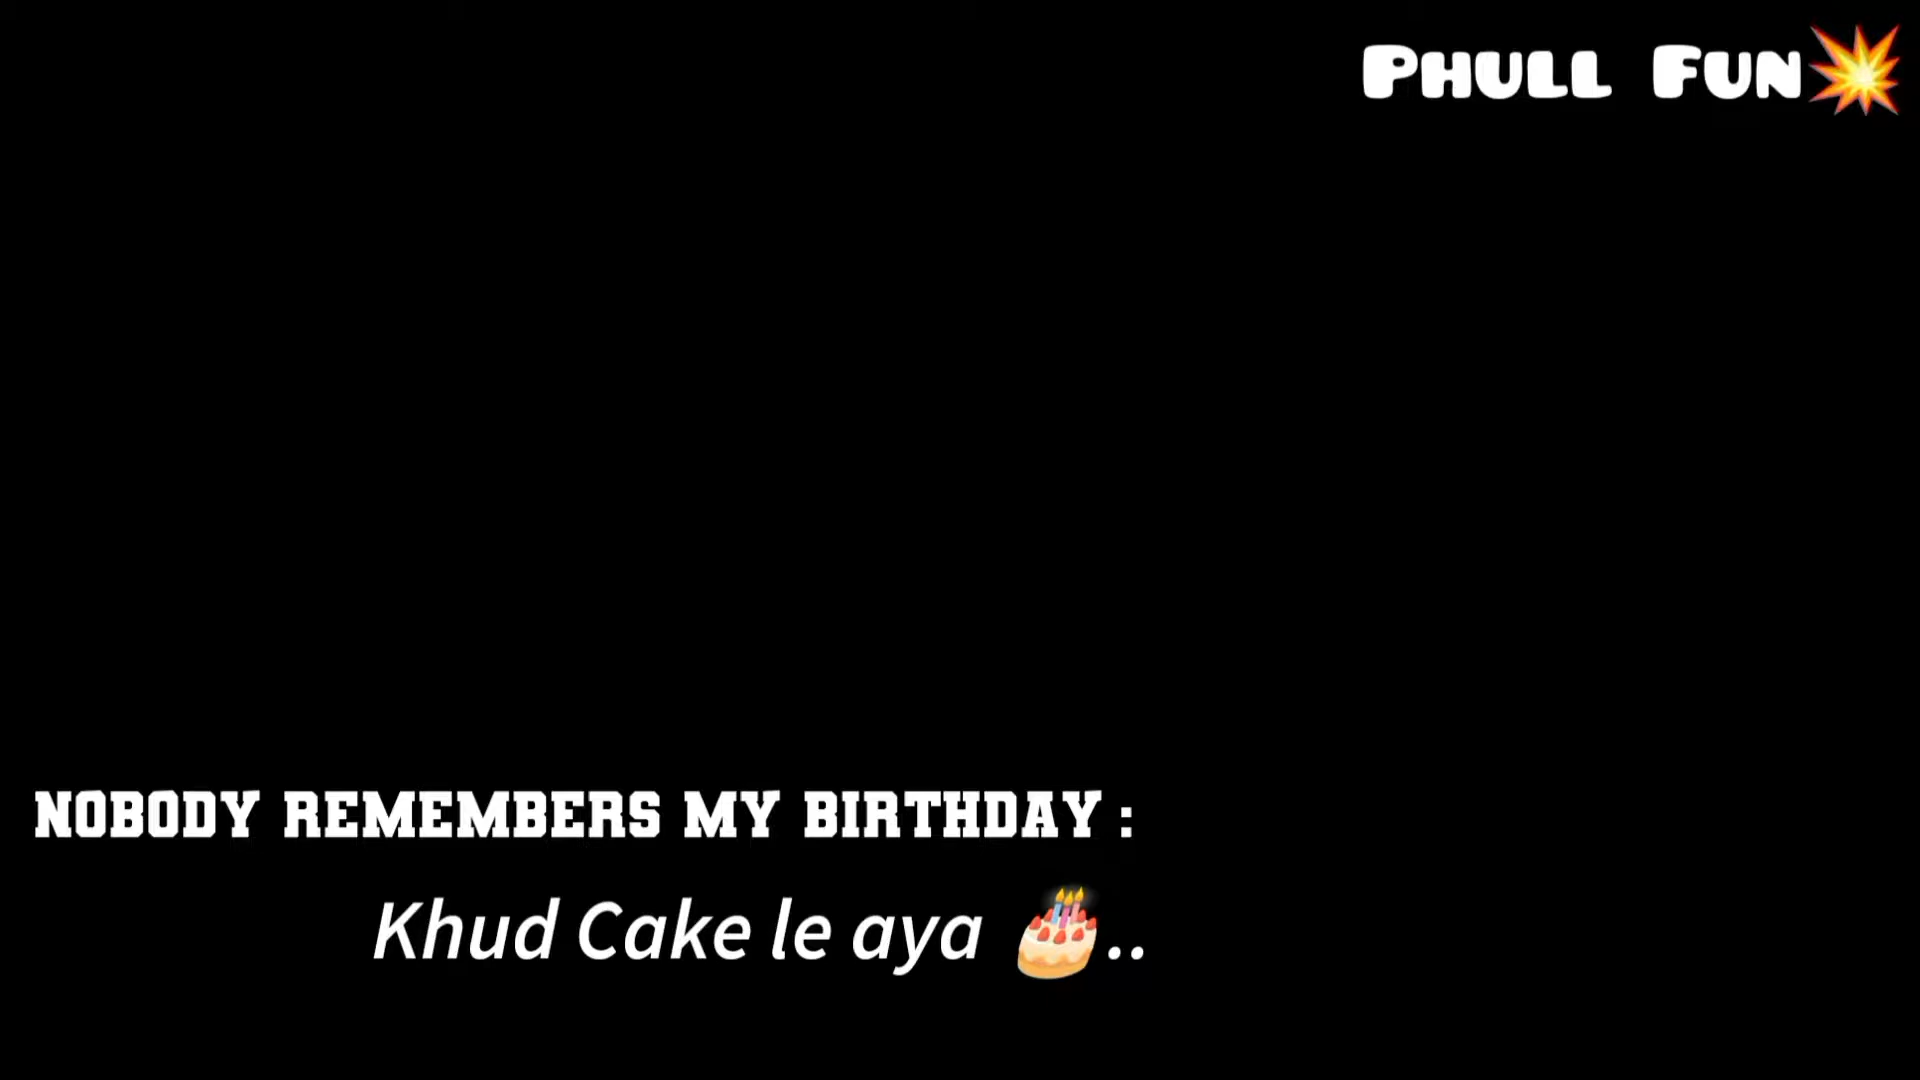 Phull Fun💥
NOBODY REMEMBERS MY BIRTHDAY :
Khud Cake le aya 🎂..